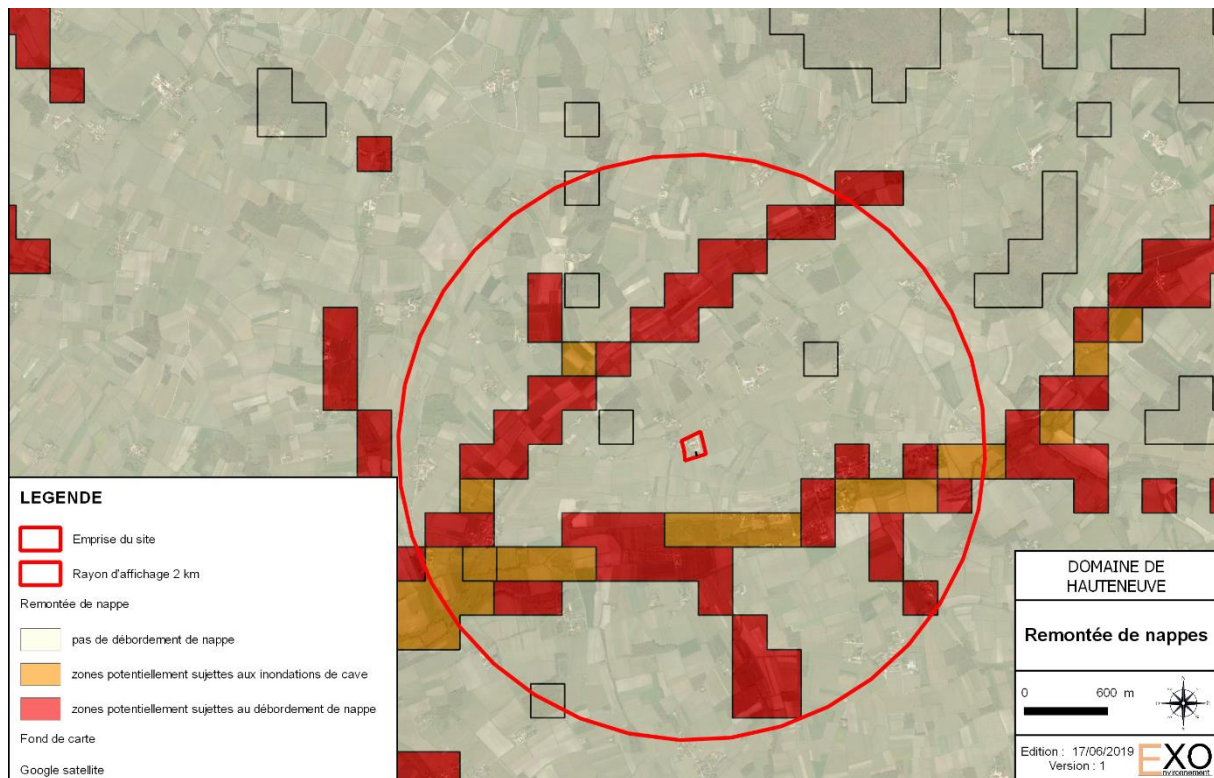 LEGENDE
Emprise du site
Rayon d'affichage 2 km
Remontée de nappe
pas de débordement de nappe
zones potentiellement sujettes aux inondations de cave
zones potentiellement sujettes au débordement de nappe
Fond de carte
Google satellite
DOMAINE DE
HAUTENEUVE
Remontée de nappes
0 600 m
Edition : 17/06/2019
Version : 1
EXO
nvironnement